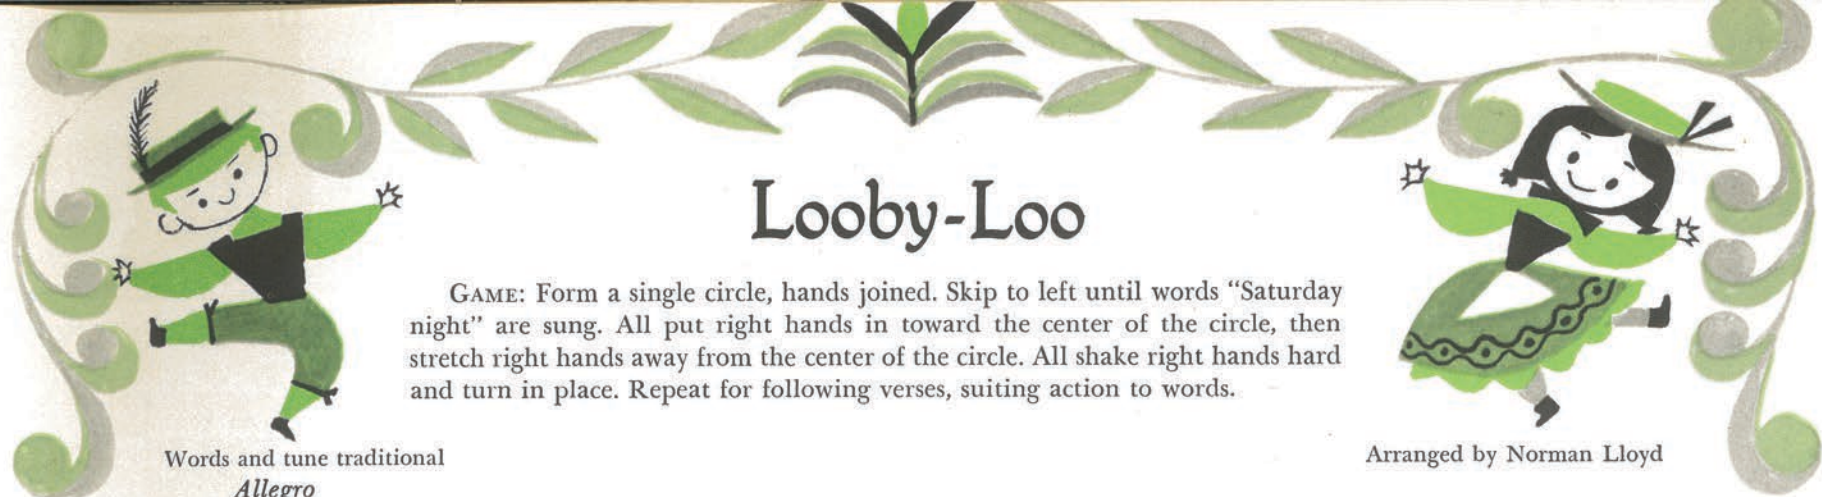 Looby-Loo
GAME: Form a single circle, hands joined. Skip to left until words “Saturday
night” are sung. All put right hands in toward the center of the circle, then
stretch right hands away from the center of the circle. All shake right hands hard
and turn in place. Repeat for following verses, suiting action to words.
Words and tune traditional
Arranged by Norman Lloyd
Allegro